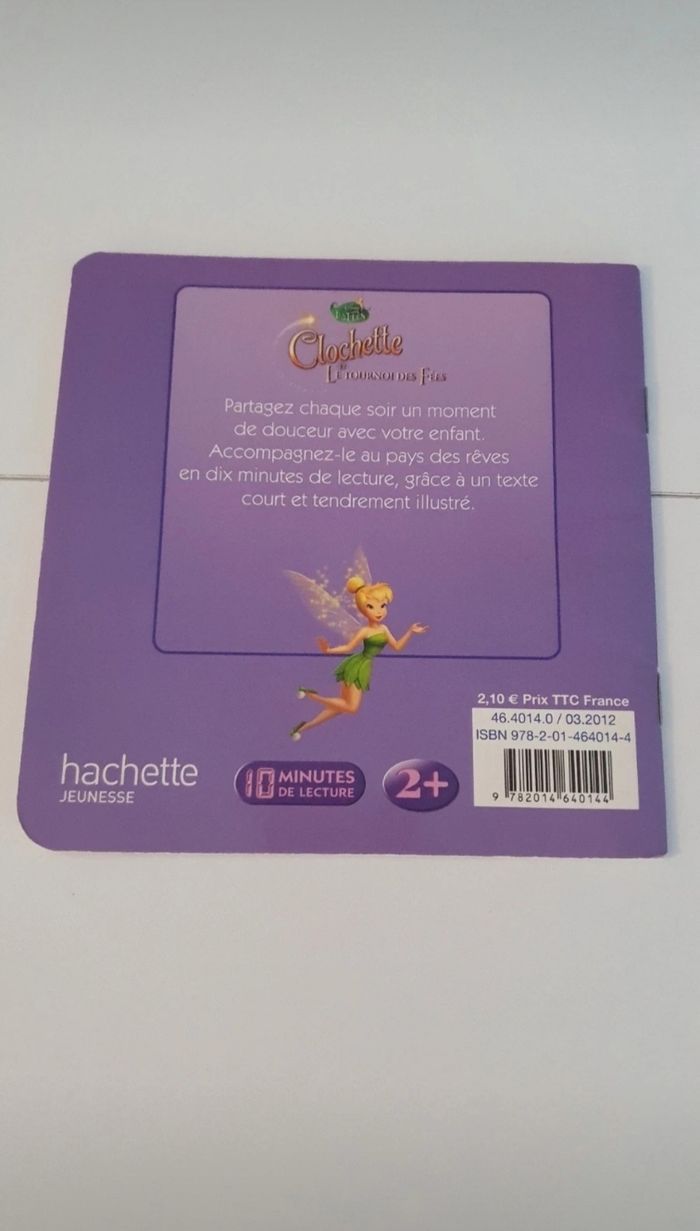 Clochette
et
Le tournoi des Fées
Partagez chaque soir un moment
de douceur avec votre enfant.
Accompagnez-le au pays des rêves
en dix minutes de lecture, grâce à un texte
court et tendrement illustré.
2,10 € Prix TTC France
46.4014.0 / 03.2012
ISBN 978-2-01-464014-4
9 782014 640144
hachette
JEUNESSE
10 MINUTES
DE LECTURE
2+